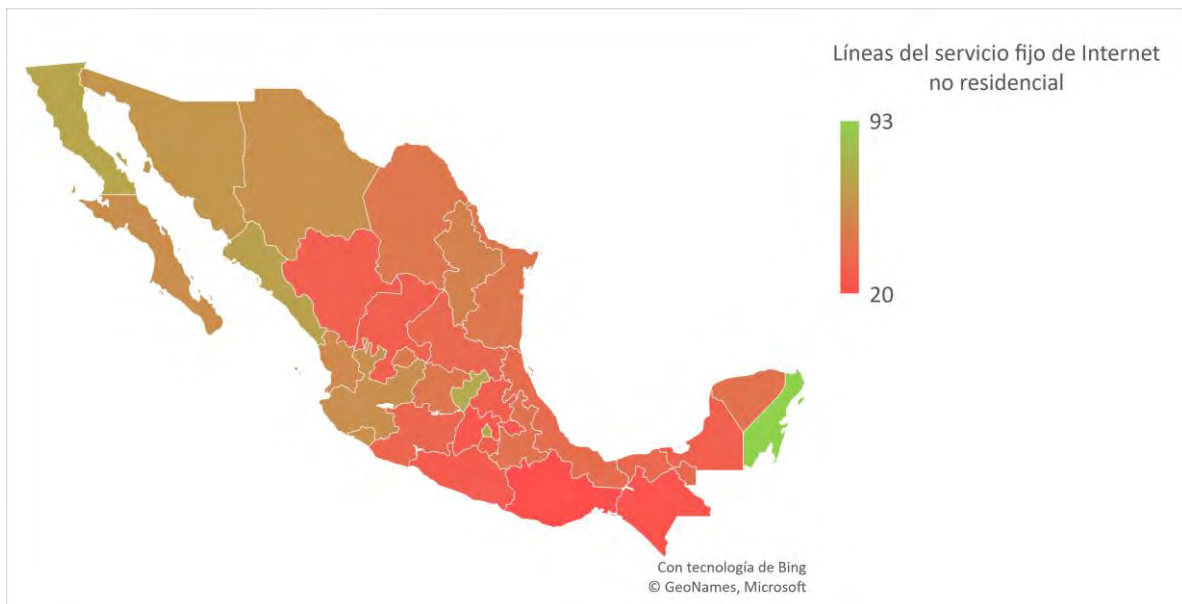 Líneas del servicio fijo de Internet
no residencial
93
20
Con tecnología de Bing
© GeoNames, Microsoft